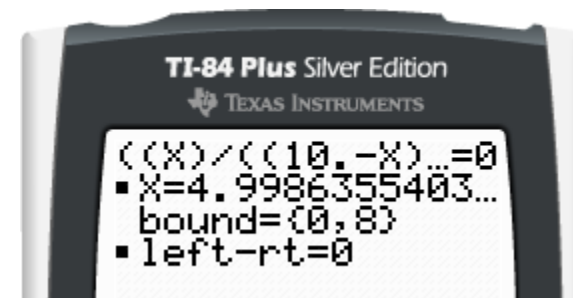 TI-84 Plus Silver Edition
TEXAS INSTRUMENTS
((X)/((10.-X)…=0
▪X=4.9986355403…
bound={0,8}
▪left-rt=0